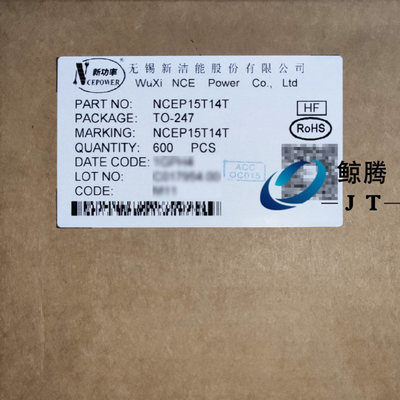 新功率
NCEPOWER
无锡新洁能股份有限公司
WuXi NCE Power Co., Ltd
PART NO: NCEP15T14T
PACKAGE: TO-247
MARKING: NCEP15T14T
QUANTITY: 600 PCS
DATE CODE:
LOT NO:
CODE:
HF
RoHS
ACC
OC015
鲸腾
JT